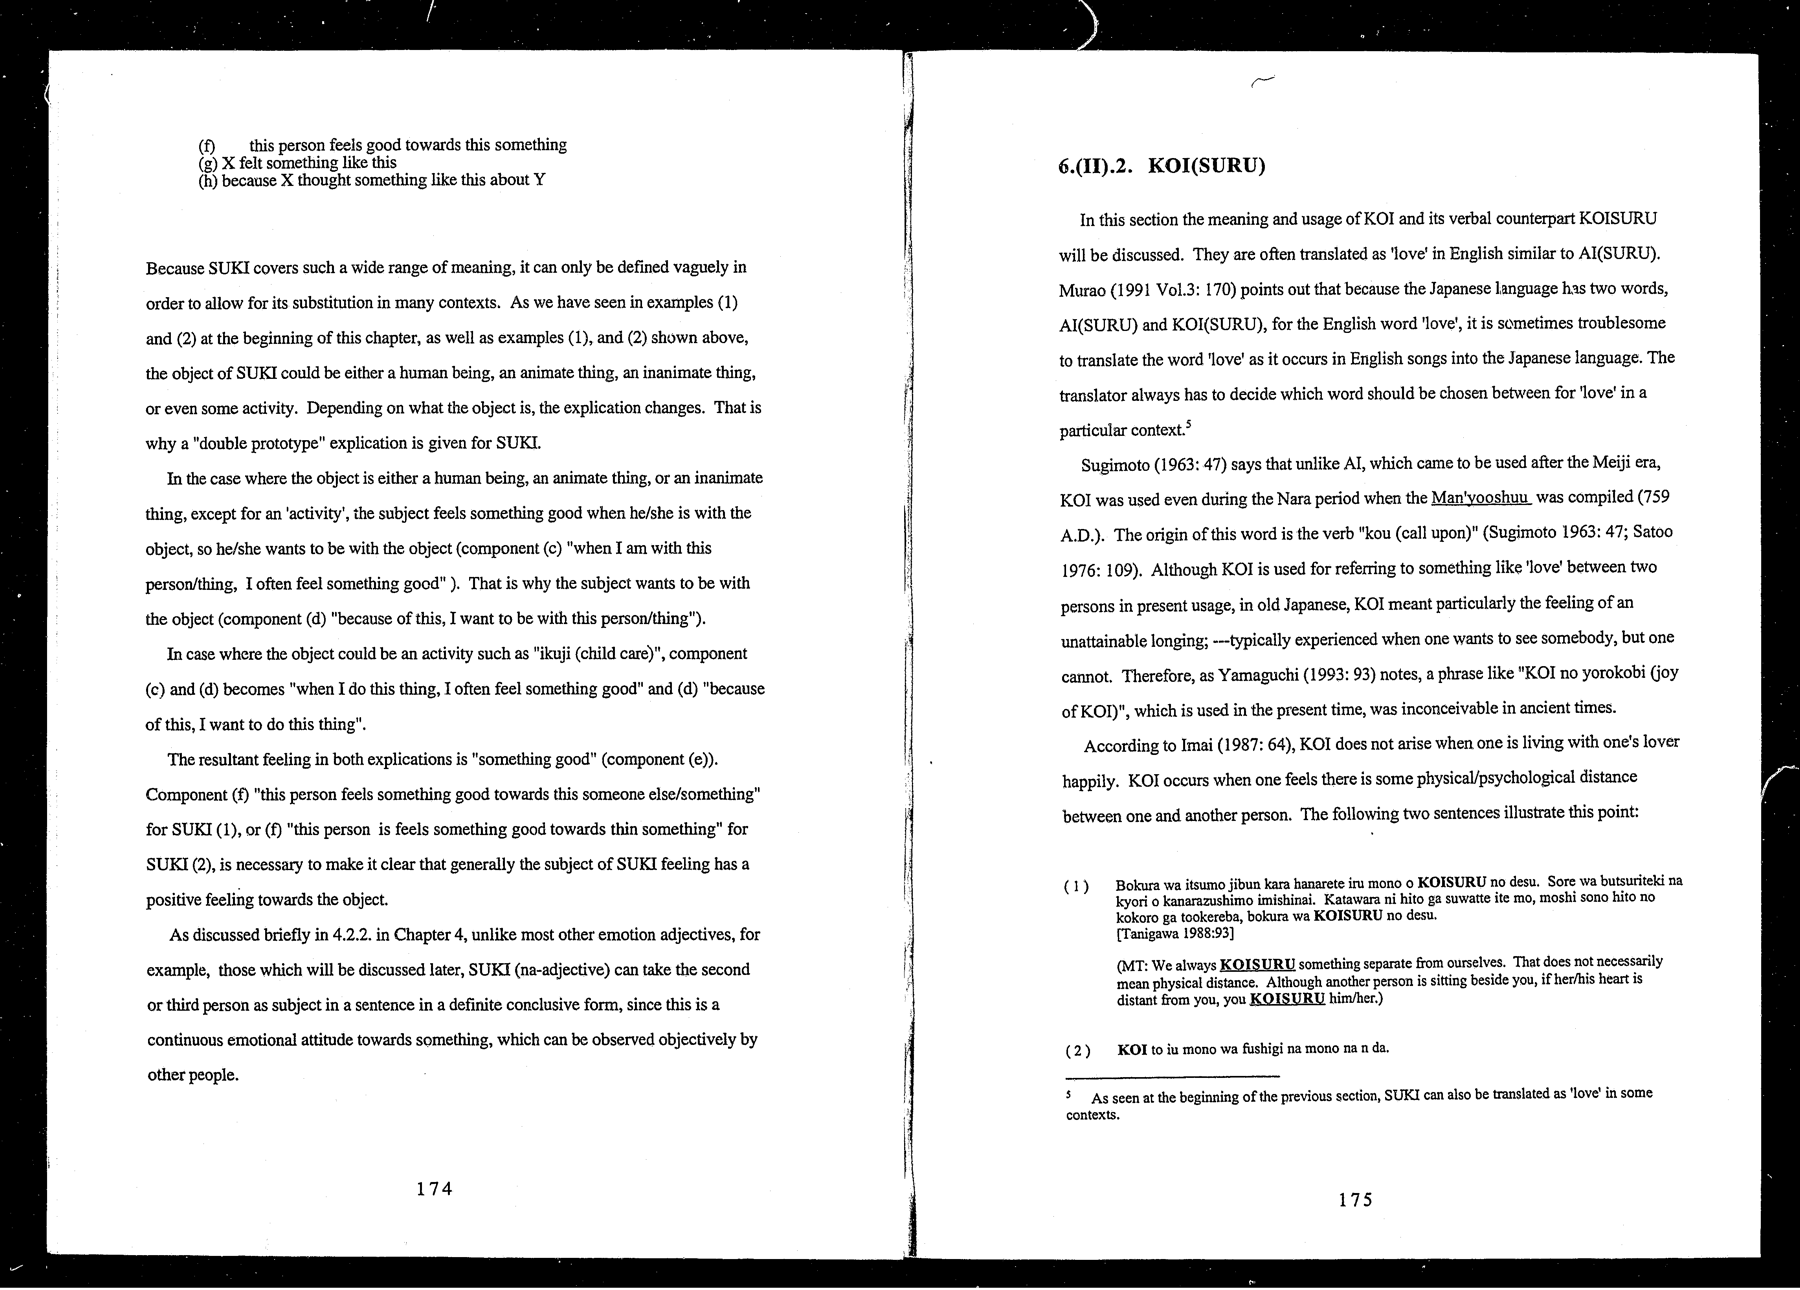 (f) this person feels good towards this something
(g) X felt something like this
(h) because X thought something like this about Y
Because SUKI covers such a wide range of meaning, it can only be defined vaguely in
order to allow for its substitution in many contexts. As we have seen in examples (1)
and (2) at the beginning of this chapter, as well as examples (1), and (2) shown above,
the object of SUKI could be either a human being, an animate thing, an inanimate thing,
or even some activity. Depending on what the object is, the explication changes. That is
why a "double prototype" explication is given for SUKI.
In the case where the object is either a human being, an animate thing, or an inanimate
thing, except for an 'activity', the subject feels something good when he/she is with the
object, so he/she wants to be with the object (component (c) "when I am with this
person/thing, I often feel something good" ). That is why the subject wants to be with
the object (component (d) "because of this, I want to be with this person/thing").
In case where the object could be an activity such as "ikuji (child care)", component
(c) and (d) becomes "when I do this thing, I often feel something good" and (d) "because
of this, I want to do this thing".
The resultant feeling in both explications is "something good" (component (e)).
Component (f) "this person feels something good towards this someone else/something"
for SUKI (1), or (f) "this person is feels something good towards thin something" for
SUKI (2), is necessary to make it clear that generally the subject of SUKI feeling has a
positive feeling towards the object.
As discussed briefly in 4.2.2. in Chapter 4, unlike most other emotion adjectives, for
example, those which will be discussed later, SUKI (na-adjective) can take the second
or third person as subject in a sentence in a definite conclusive form, since this is a
continuous emotional attitude towards something, which can be observed objectively by
other people.
174
6.(II).2. KOI(SURU)
In this section the meaning and usage of KOI and its verbal counterpart KOISURU
will be discussed. They are often translated as 'love' in English similar to AI(SURU).
Murao (1991 Vol.3: 170) points out that because the Japanese language has two words,
AI(SURU) and KOI(SURU), for the English word 'love', it is sometimes troublesome
to translate the word 'love' as it occurs in English songs into the Japanese language. The
translator always has to decide which word should be chosen between for 'love' in a
particular context.5
Sugimoto (1963: 47) says that unlike AI, which came to be used after the Meiji era,
KOI was used even during the Nara period when the Man'yooshuu was compiled (759
A.D.). The origin of this word is the verb "kou (call upon)" (Sugimoto 1963: 47; Satoo
1976: 109). Although KOI is used for referring to something like 'love' between two
persons in present usage, in old Japanese, KOI meant particularly the feeling of an
unattainable longing; ---typically experienced when one wants to see somebody, but one
cannot. Therefore, as Yamaguchi (1993: 93) notes, a phrase like "KOI no yorokobi (joy
of KOI)", which is used in the present time, was inconceivable in ancient times.
According to Imai (1987: 64), KOI does not arise when one is living with one's lover
happily. KOI occurs when one feels there is some physical/psychological distance
between one and another person. The following two sentences illustrate this point:
(1) Bokura wa itsumo jibun kara hanarete iru mono o KOISURU no desu. Sore wa butsuriteki na
kyori o kanarazushimo imishinai. Katawara ni hito ga suwatte ite mo, moshi sono hito no
kokoro ga tookereba, bokura wa KOISURU no desu.
[Tanigawa 1988:93]
(MT: We always KOISURU something separate from ourselves. That does not necessarily
mean physical distance. Although another person is sitting beside you, if her/his heart is
distant from you, you KOISURU him/her.)
(2) KOI to iu mono wa fushigi na mono na n da.
5 As seen at the beginning of the previous section, SUKI can also be translated as 'love' in some
contexts.
175